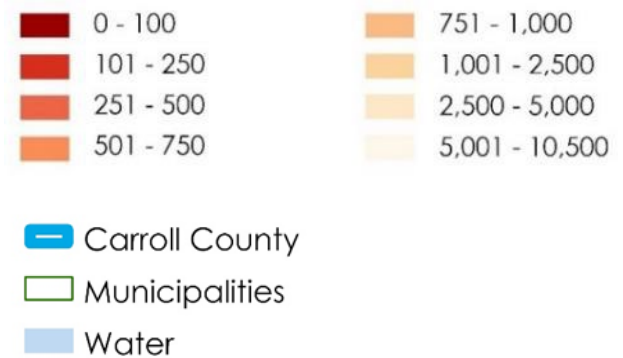 0 - 100
101 - 250
251 - 500
501 - 750
751 - 1,000
1,001 - 2,500
2,500 - 5,000
5,001 - 10,500
Carroll County
Municipalities
Water